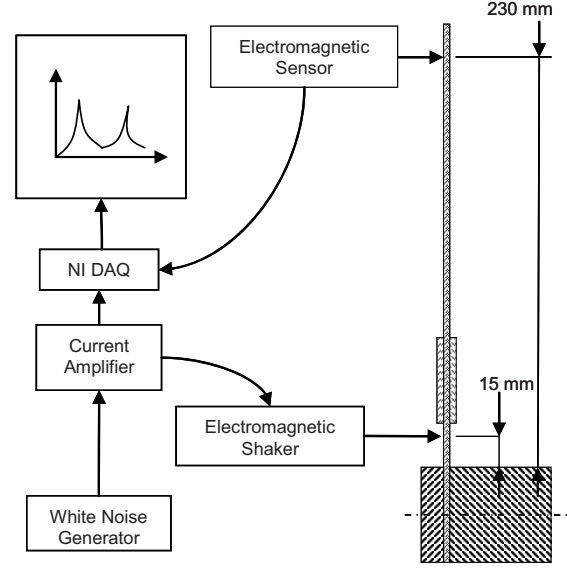 230 mm
Electromagnetic
Sensor
NI DAQ
Current
Amplifier
15 mm
Electromagnetic
Shaker
White Noise
Generator